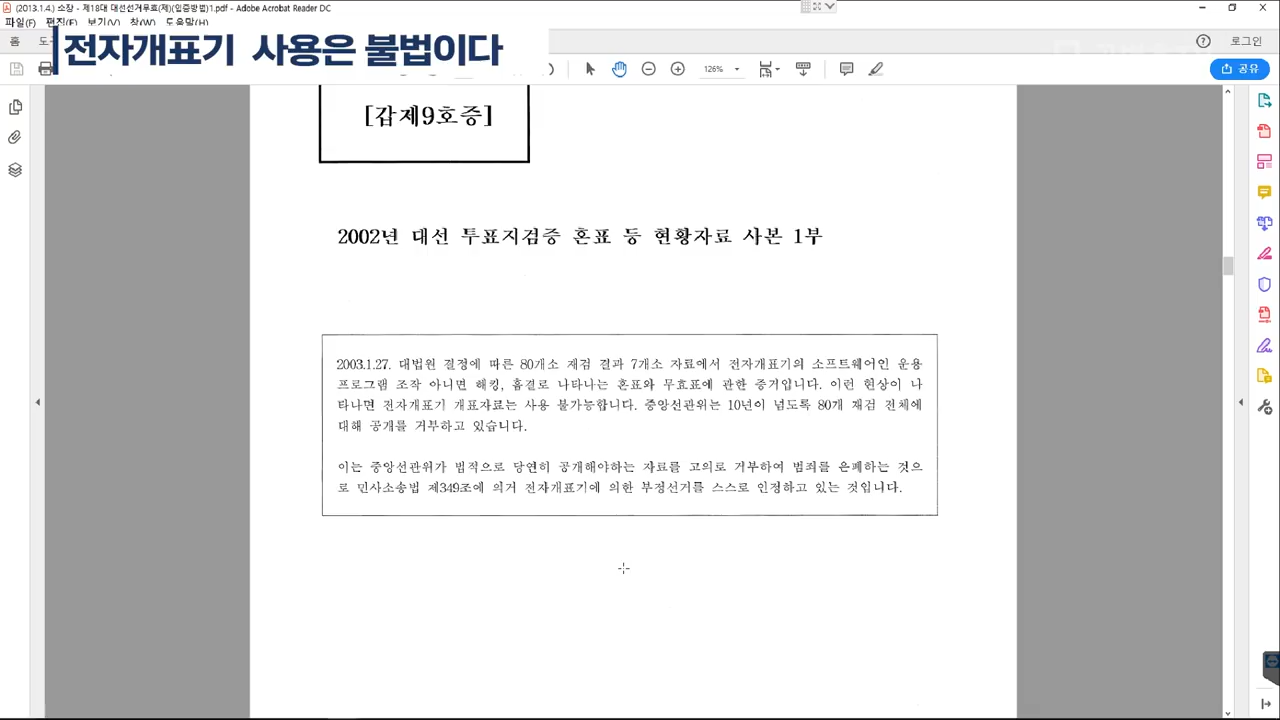 (2013.1.4.) 소장 - 제18대 대선선거무효(제)(입증방법)1.pdf - Adobe Acrobat Reader DC
파일(F) 편집(E) 보기(V) 창(W) 도움말(H)
홈 로그인
전자개표기 사용은 불법이다
126%
공유
[갑제9호증]
2002년 대선 투표지검증 혼표 등 현황자료 사본 1부
2003.1.27. 대법원 결정에 따른 80개소 재검 결과 7개소 자료에서 전자개표기의 소프트웨어인 운용
프로그램 조작 아니면 해킹, 흠결로 나타나는 혼표와 무효표에 관한 증거입니다. 이런 현상이 나
타나면 전자개표기 개표자료는 사용 불가능합니다. 중앙선관위는 10년이 넘도록 80개 재검 전체에
대해 공개를 거부하고 있습니다.
이는 중앙선관위가 법적으로 당연히 공개해야하는 자료를 고의로 거부하여 범죄를 은폐하는 것으
로 민사소송법 제349조에 의거 전자개표기에 의한 부정선거를 스스로 인정하고 있는 것입니다.